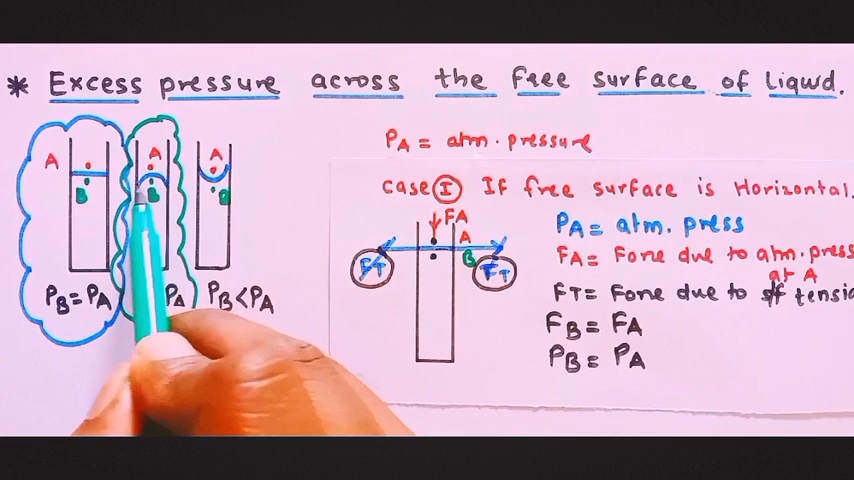 * Excess pressure across the free surface of liquid.
A A A
B B B
PB = PA PA PB < PA
PA = atm. pressure
case I If free surface is Horizontal.
FA
A
B
FT FT
PA = atm. press
FA = Force due to atm. press
at A
FT = Force due to sf tensio
FB = FA
PB = PA